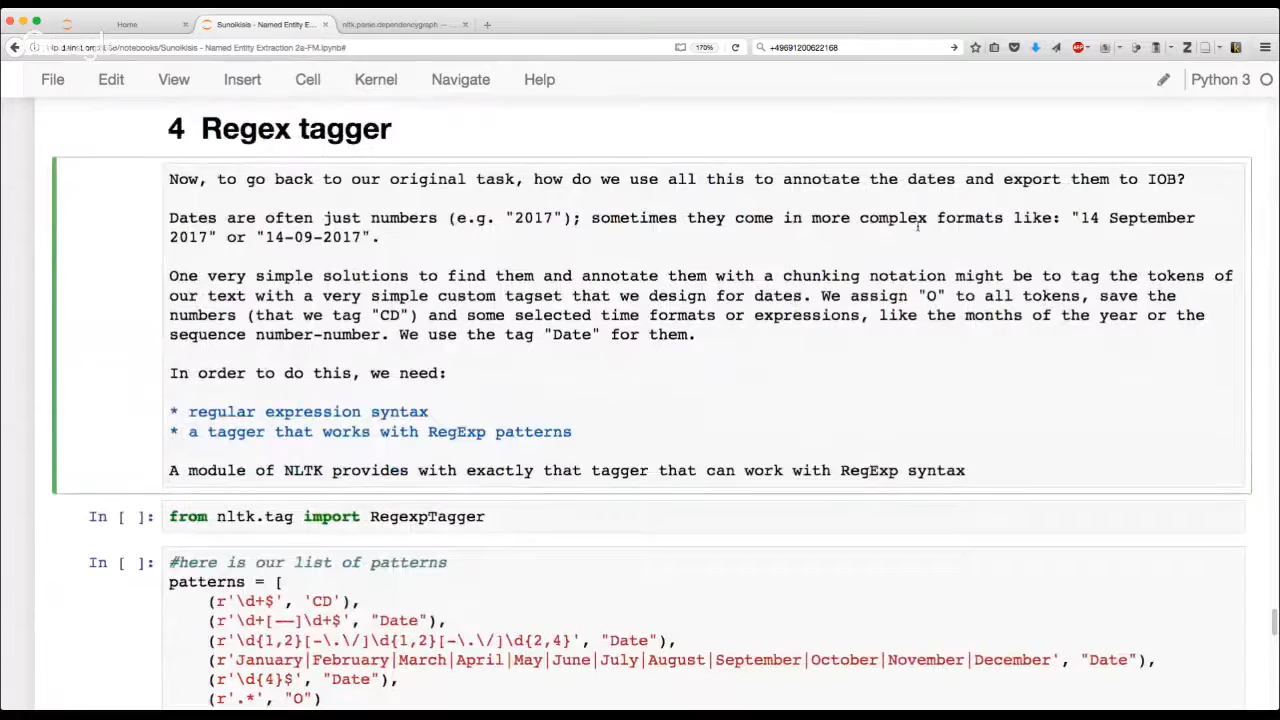 Home
Sunoikisis - Named Entity E...
nltk.parse.dependencygraph — ...
/notebooks/Sunoikisis - Named Entity Extraction 2a-FM.ipynb#
170%
+49691200622168
File Edit View Insert Cell Kernel Navigate Help
Python 3
4 Regex tagger
Now, to go back to our original task, how do we use all this to annotate the dates and export them to IOB?
Dates are often just numbers (e.g. "2017"); sometimes they come in more complex formats like: "14 September
2017" or "14-09-2017".
One very simple solutions to find them and annotate them with a chunking notation might be to tag the tokens of
our text with a very simple custom tagset that we design for dates. We assign "O" to all tokens, save the
numbers (that we tag "CD") and some selected time formats or expressions, like the months of the year or the
sequence number-number. We use the tag "Date" for them.
In order to do this, we need:
* regular expression syntax
* a tagger that works with RegExp patterns
A module of NLTK provides with exactly that tagger that can work with RegExp syntax
In [ ]: from nltk.tag import RegexpTagger
In [ ]: #here is our list of patterns
patterns = [
(r'\d+$', 'CD'),
(r'\d+[-–]\d+$', "Date"),
(r'\d{1,2}[-\.\/]\d{1,2}[-\.\/]\d{2,4}', "Date"),
(r'January|February|March|April|May|June|July|August|September|October|November|December', "Date"),
(r'\d{4}$', "Date"),
(r'.*', "O")